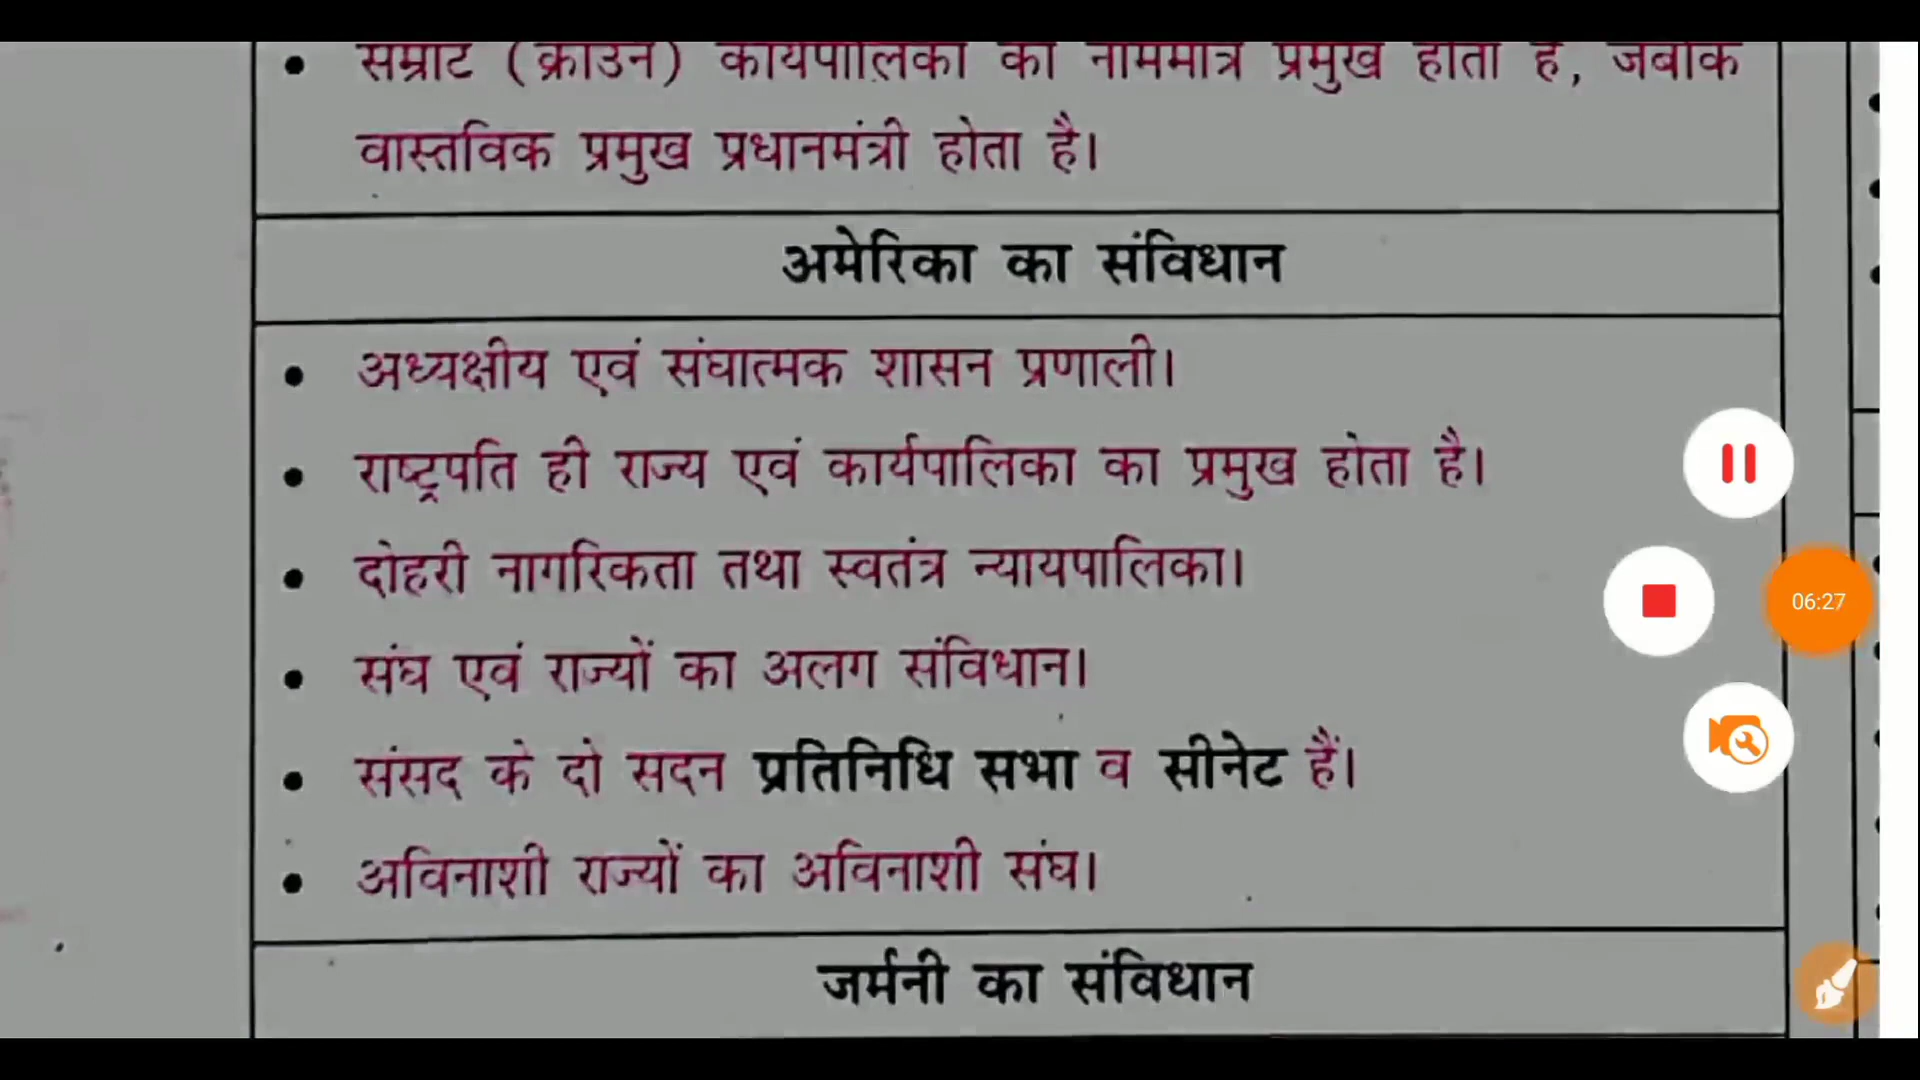 • सम्राट (क्राउन) कार्यपालिका का नाममात्र प्रमुख होता है, जबकि
वास्तविक प्रमुख प्रधानमंत्री होता है।
अमेरिका का संविधान
• अध्यक्षीय एवं संघात्मक शासन प्रणाली।
• राष्ट्रपति ही राज्य एवं कार्यपालिका का प्रमुख होता है।
• दोहरी नागरिकता तथा स्वतंत्र न्यायपालिका।
06:27
• संघ एवं राज्यों का अलग संविधान।
• संसद के दो सदन प्रतिनिधि सभा व सीनेट हैं।
• अविनाशी राज्यों का अविनाशी संघ।
जर्मनी का संविधान